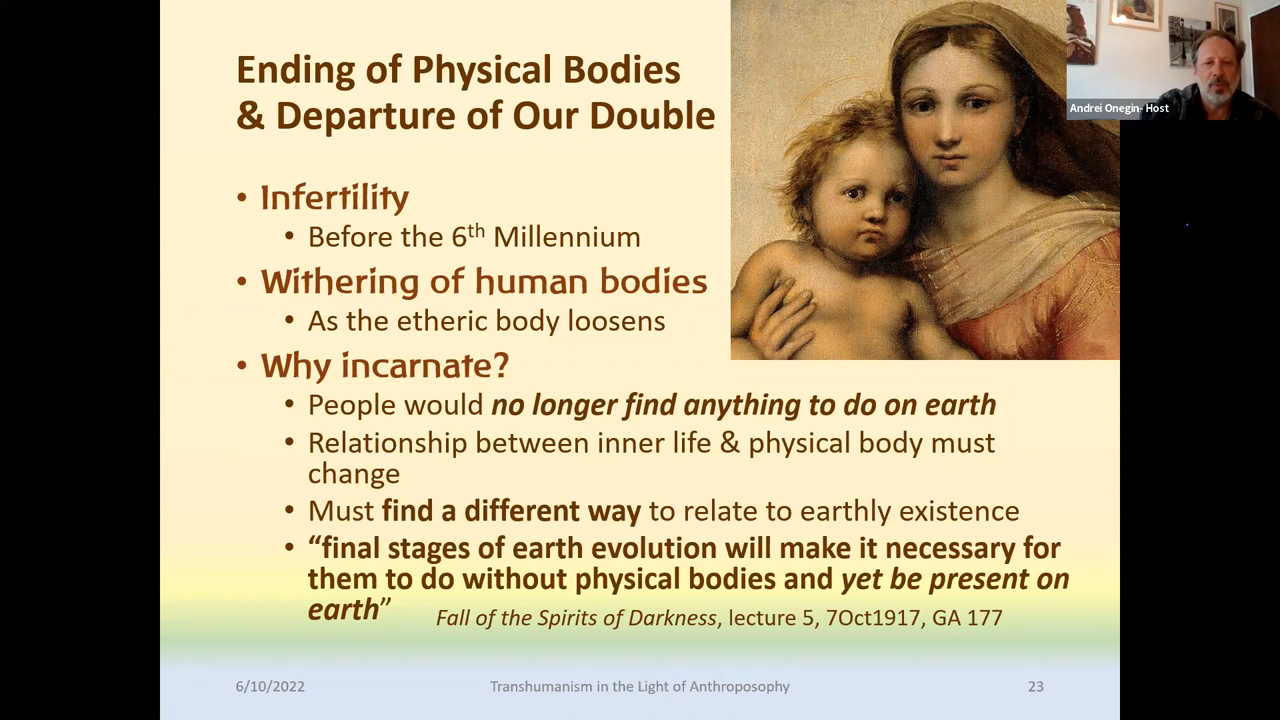 Ending of Physical Bodies
& Departure of Our Double
Andrei Onegin- Host
• Infertility
• Before the 6th Millennium
• Withering of human bodies
• As the etheric body loosens
• Why incarnate?
• People would no longer find anything to do on earth
• Relationship between inner life & physical body must
change
• Must find a different way to relate to earthly existence
• “final stages of earth evolution will make it necessary for
them to do without physical bodies and yet be present on
earth”
Fall of the Spirits of Darkness, lecture 5, 7Oct1917, GA 177
6/10/2022
Transhumanism in the Light of Anthroposophy
23